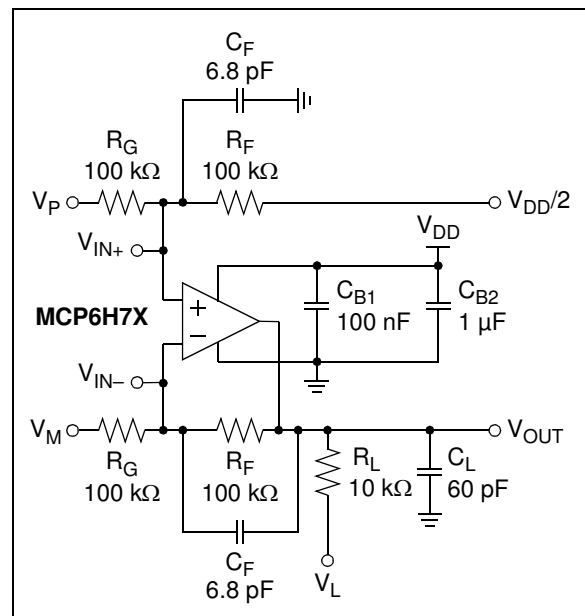 C_F
6.8 pF
R_G
100 kΩ
R_F
100 kΩ
V_P
V_DD/2
V_IN+
V_DD
MCP6H7X
+
−
C_B1
100 nF
C_B2
1 µF
V_IN−
V_M
V_OUT
R_G
100 kΩ
R_F
100 kΩ
R_L
10 kΩ
C_L
60 pF
C_F
6.8 pF
V_L